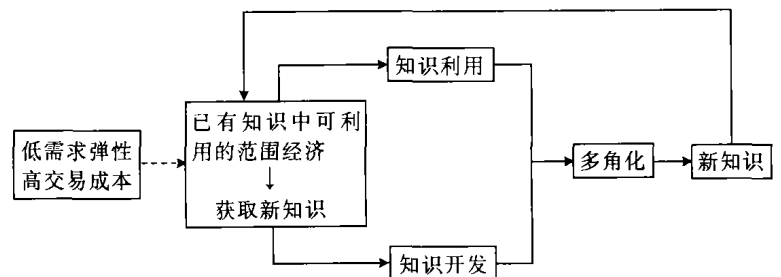 知识利用
已有知识中可利
用的范围经济
获取新知识
低需求弹性
高交易成本
多角化
新知识
知识开发